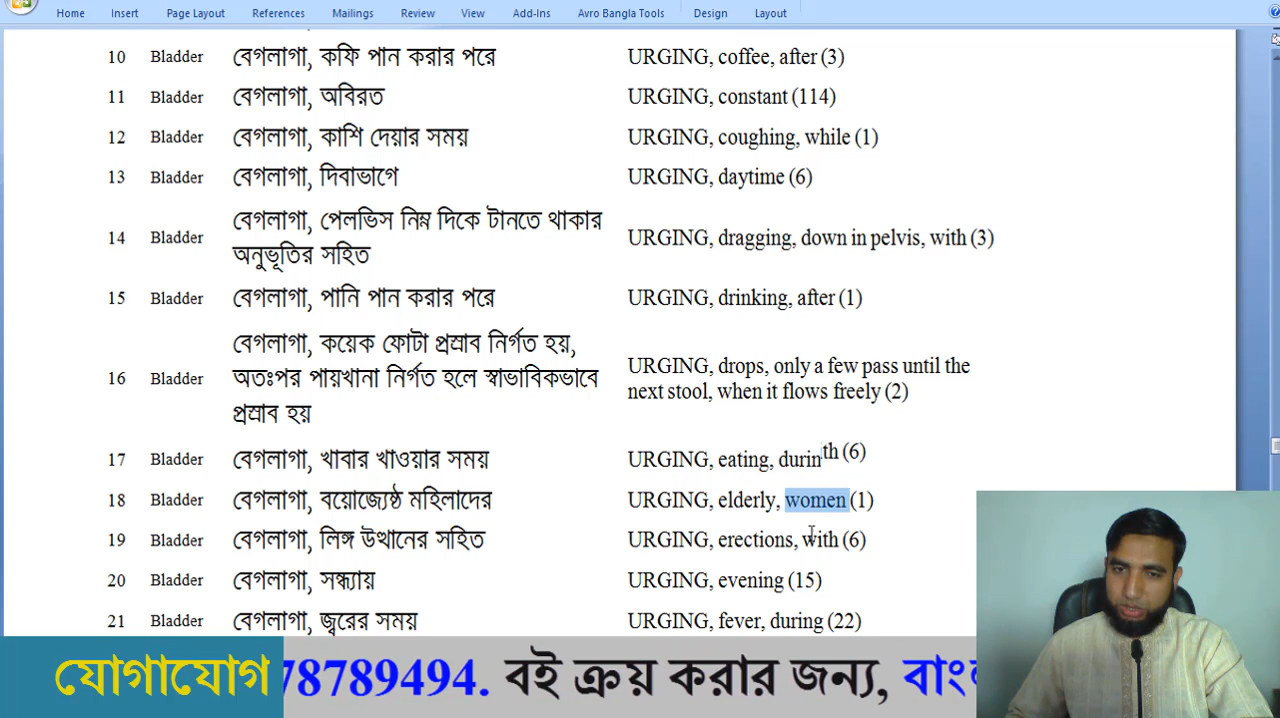 Home Insert Page Layout References Mailings Review View Add-Ins Avro Bangla Tools Design Layout
10 Bladder বেগলাগা, কফি পান করার পরে URGING, coffee, after (3)
11 Bladder বেগলাগা, অবিরত URGING, constant (114)
12 Bladder বেগলাগা, কাশি দেয়ার সময় URGING, coughing, while (1)
13 Bladder বেগলাগা, দিবাভাগে URGING, daytime (6)
14 Bladder বেগলাগা, পেলভিস নিম্ন দিকে টানতে থাকার URGING, dragging, down in pelvis, with (3)
অনুভূতির সহিত
15 Bladder বেগলাগা, পানি পান করার পরে URGING, drinking, after (1)
16 Bladder বেগলাগা, কয়েক ফোটা প্রস্রাব নির্গত হয়, URGING, drops, only a few pass until the
অতঃপর পায়খানা নির্গত হলে স্বাভাবিকভাবে next stool, when it flows freely (2)
প্রস্রাব হয়
17 Bladder বেগলাগা, খাবার খাওয়ার সময় URGING, eating, durin th (6)
18 Bladder বেগলাগা, বয়োজ্যেষ্ঠ মহিলাদের URGING, elderly, women (1)
19 Bladder বেগলাগা, লিঙ্গ উত্থানের সহিত URGING, erections, with (6)
20 Bladder বেগলাগা, সন্ধ্যায় URGING, evening (15)
21 Bladder বেগলাগা, জ্বরের সময় URGING, fever, during (22)
যোগাযোগ 78789494. বই ক্রয় করার জন্য,